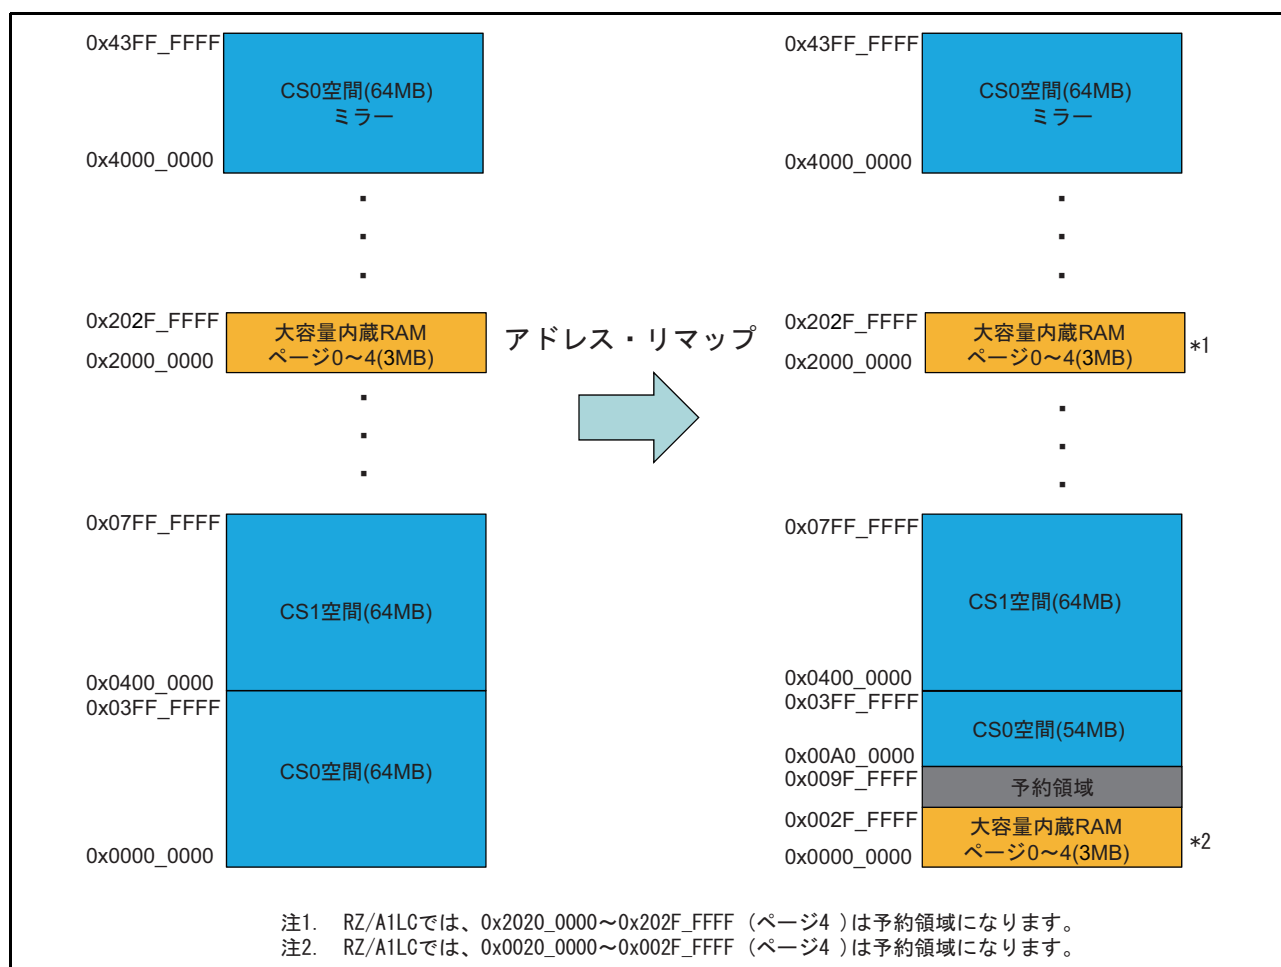 0x43FF_FFFF
CS0空間(64MB)
ミラー
0x4000_0000
0x202F_FFFF
大容量内蔵RAM
ページ0～4(3MB)
0x2000_0000
0x07FF_FFFF
CS1空間(64MB)
0x0400_0000
0x03FF_FFFF
CS0空間(64MB)
0x0000_0000
アドレス・リマップ
0x43FF_FFFF
CS0空間(64MB)
ミラー
0x4000_0000
0x202F_FFFF
大容量内蔵RAM
ページ0～4(3MB)
*1
0x2000_0000
0x07FF_FFFF
CS1空間(64MB)
0x0400_0000
0x03FF_FFFF
CS0空間(54MB)
0x00A0_0000
0x009F_FFFF
予約領域
0x002F_FFFF
大容量内蔵RAM
ページ0～4(3MB)
*2
0x0000_0000
注1. RZ/A1LCでは、0x2020_0000～0x202F_FFFF (ページ4 )は予約領域になります。
注2. RZ/A1LCでは、0x0020_0000～0x002F_FFFF (ページ4 )は予約領域になります。